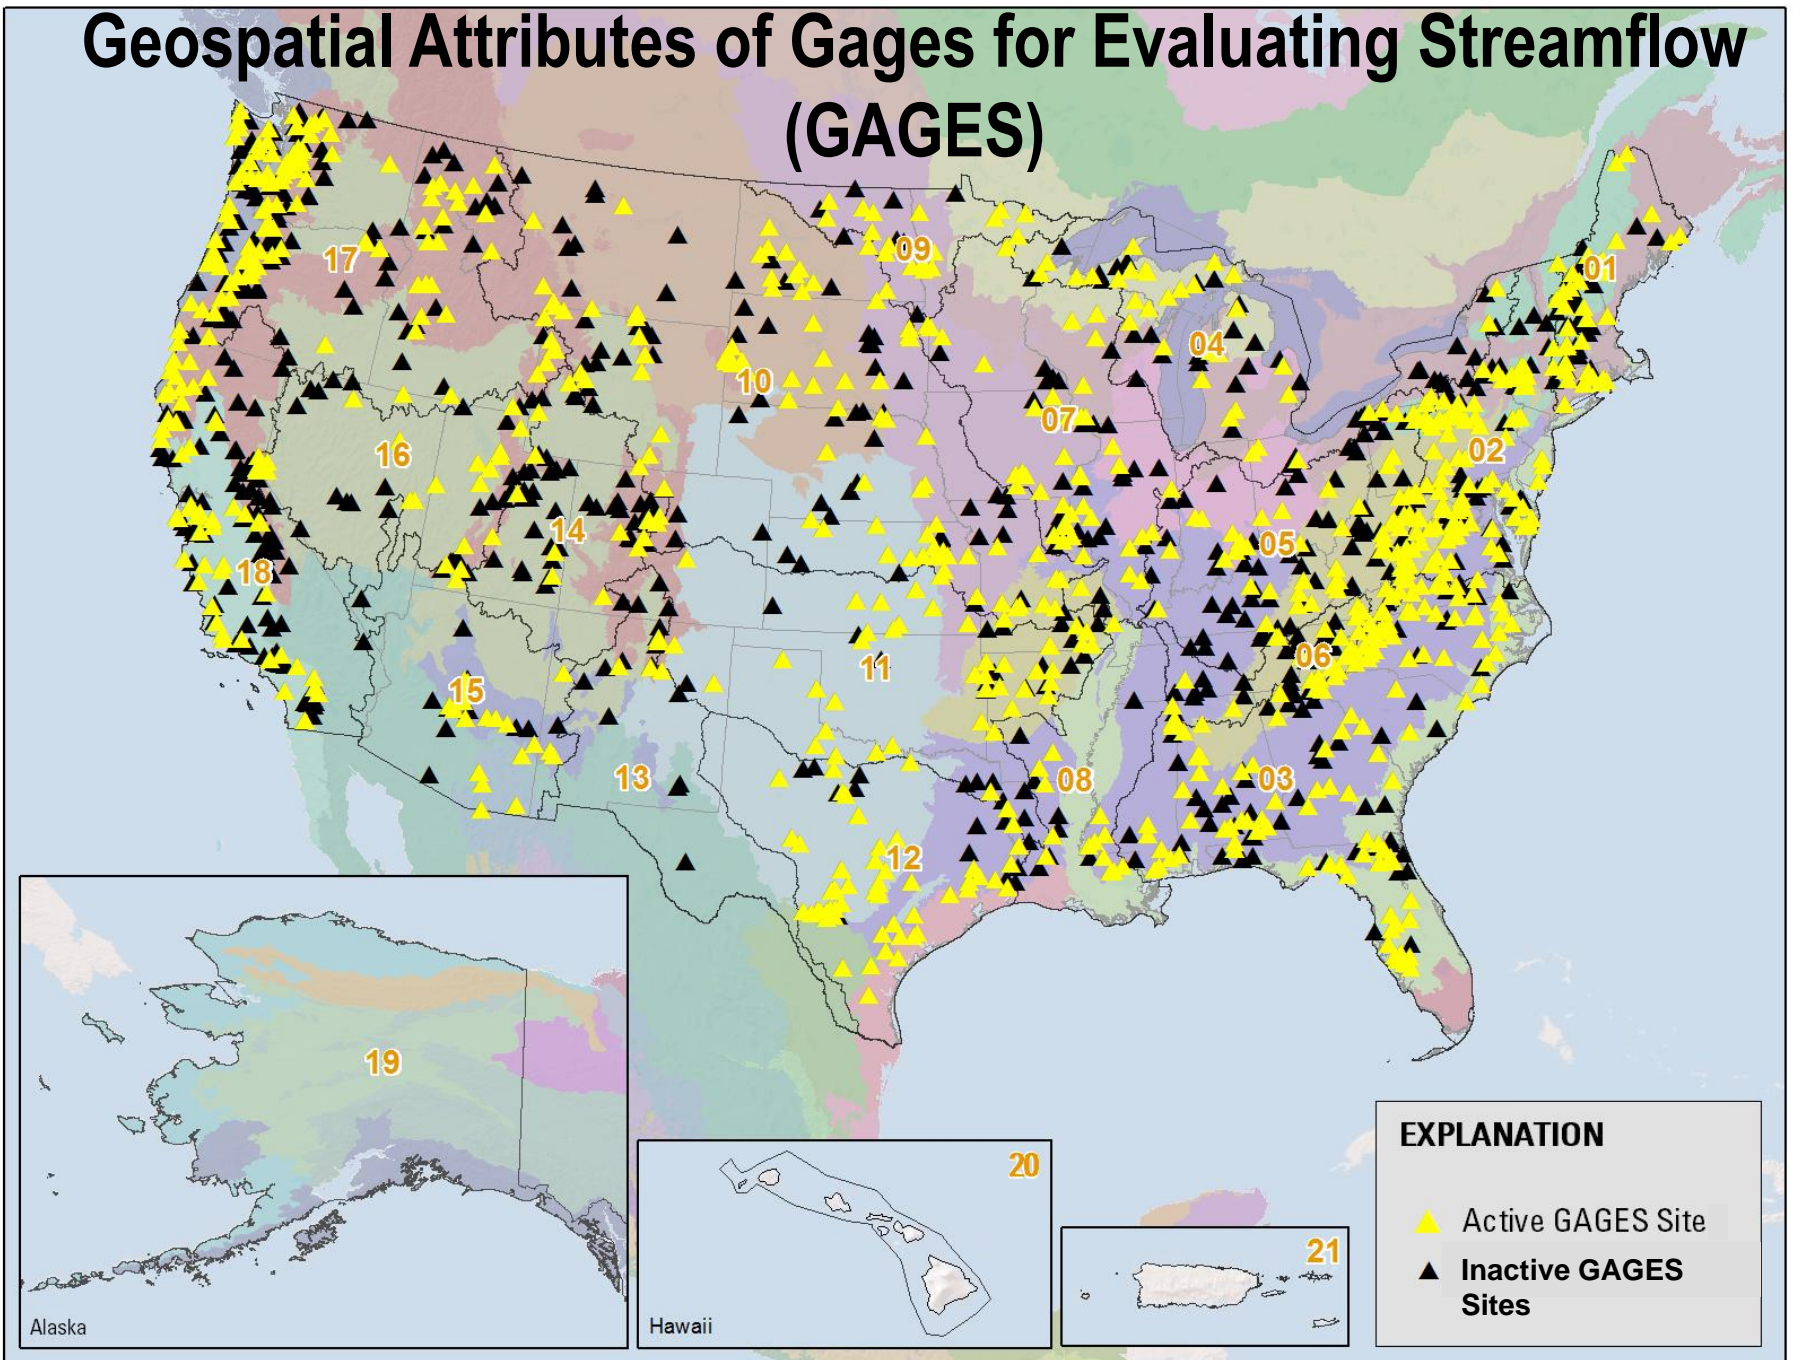 Geospatial Attributes of Gages for Evaluating Streamflow
(GAGES)
01
17
09
04
10
07
16
02
14
05
18
06
11
15
13
08
03
12
19
Alaska
20
Hawaii
21
EXPLANATION
Active GAGES Site
Inactive GAGES
Sites